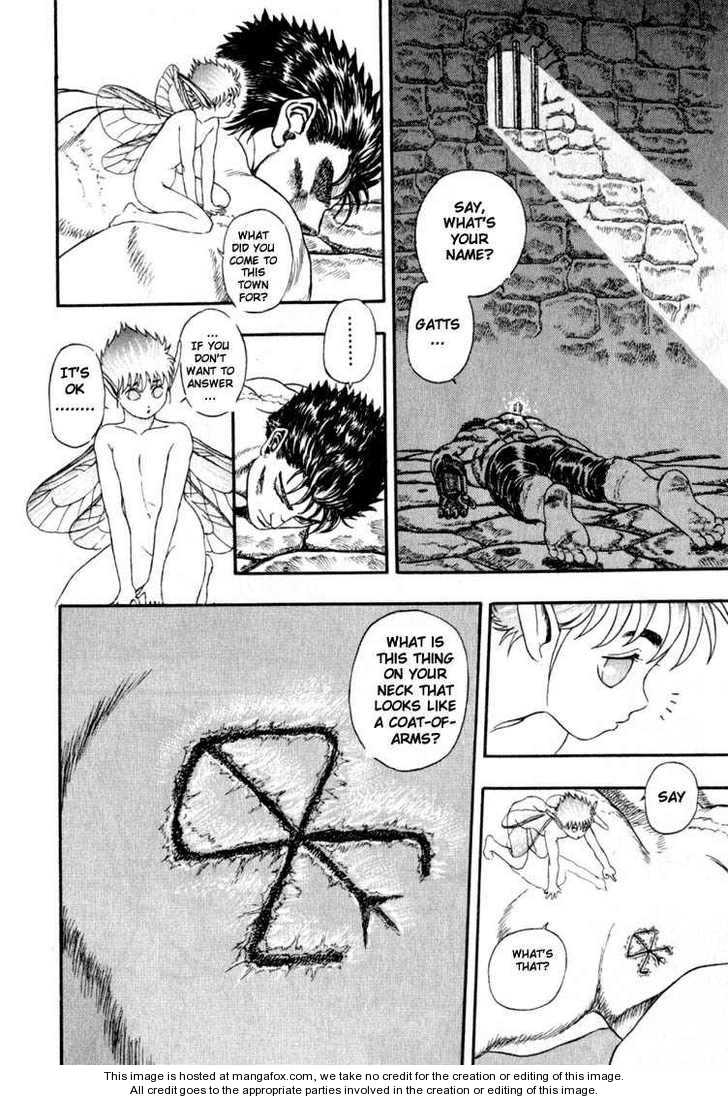 SAY,
WHAT'S
YOUR
NAME?
GATTS
...
WHAT
DID YOU
COME TO
THIS
TOWN
FOR?
........
...
IF YOU
DON'T
WANT TO
ANSWER
...
IT'S
OK
........
SAY
WHAT'S
THAT?
WHAT IS
THIS THING
ON YOUR
NECK THAT
LOOKS LIKE
A COAT-OF-
ARMS?
This image is hosted at mangafox.com, we take no credit for the creation or editing of this image.
All credit goes to the appropriate parties involved in the creation or editing of this image.